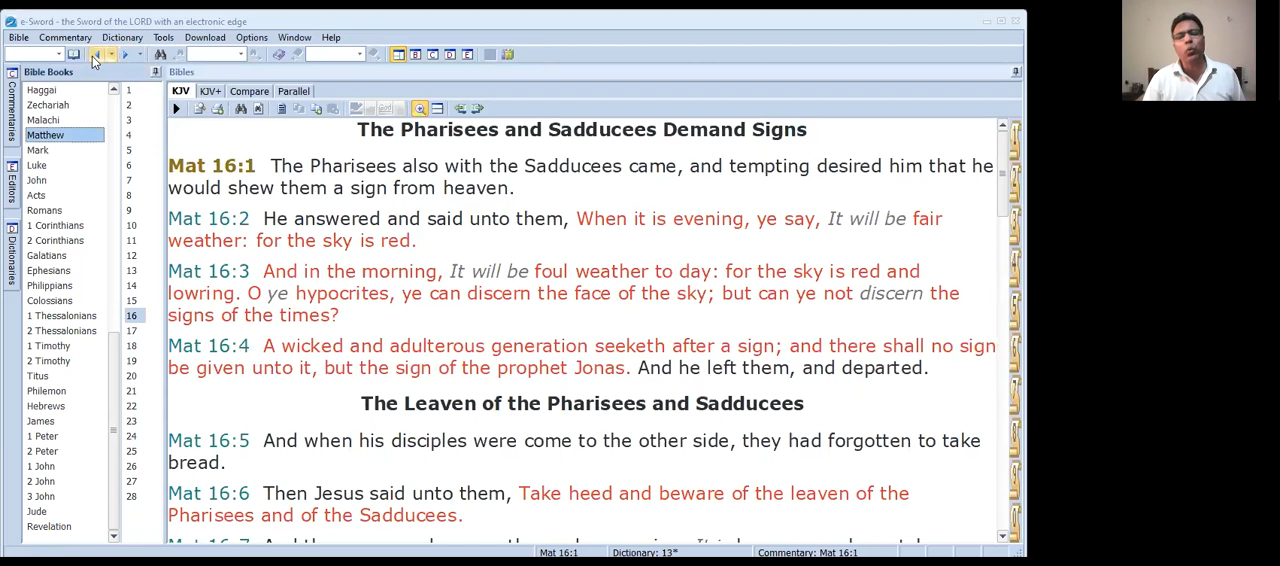 e-Sword - the Sword of the LORD with an electronic edge
Bible Commentary Dictionary Tools Download Options Window Help
B C D E
Bible Books
Bibles
C Commentaries
E Editors
D Dictionaries
Haggai 1
Zechariah 2
Malachi 3
Matthew 4
Mark 5
Luke 6
John 7
Acts 8
Romans 9
1 Corinthians 10
2 Corinthians 11
Galatians 12
Ephesians 13
Philippians 14
Colossians 15
1 Thessalonians 16
2 Thessalonians 17
1 Timothy 18
2 Timothy 19
Titus 20
Philemon 21
Hebrews 22
James 23
1 Peter 24
2 Peter 25
1 John 26
2 John 27
3 John 28
Jude
Revelation
KJV KJV+ Compare Parallel
The Pharisees and Sadducees Demand Signs
Mat 16:1 The Pharisees also with the Sadducees came, and tempting desired him that he
would shew them a sign from heaven.
Mat 16:2 He answered and said unto them, When it is evening, ye say, It will be fair
weather: for the sky is red.
Mat 16:3 And in the morning, It will be foul weather to day: for the sky is red and
lowring. O ye hypocrites, ye can discern the face of the sky; but can ye not discern the
signs of the times?
Mat 16:4 A wicked and adulterous generation seeketh after a sign; and there shall no sign
be given unto it, but the sign of the prophet Jonas. And he left them, and departed.
The Leaven of the Pharisees and Sadducees
Mat 16:5 And when his disciples were come to the other side, they had forgotten to take
bread.
Mat 16:6 Then Jesus said unto them, Take heed and beware of the leaven of the
Pharisees and of the Sadducees.
Mat 16:1 Dictionary: 13* Commentary: Mat 16:1